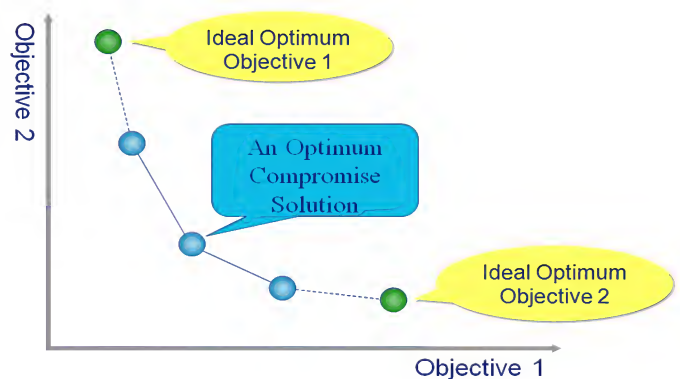 Objective 2
Ideal Optimum
Objective 1
An Optimum
Compromise
Solution
Ideal Optimum
Objective 2
Objective 1